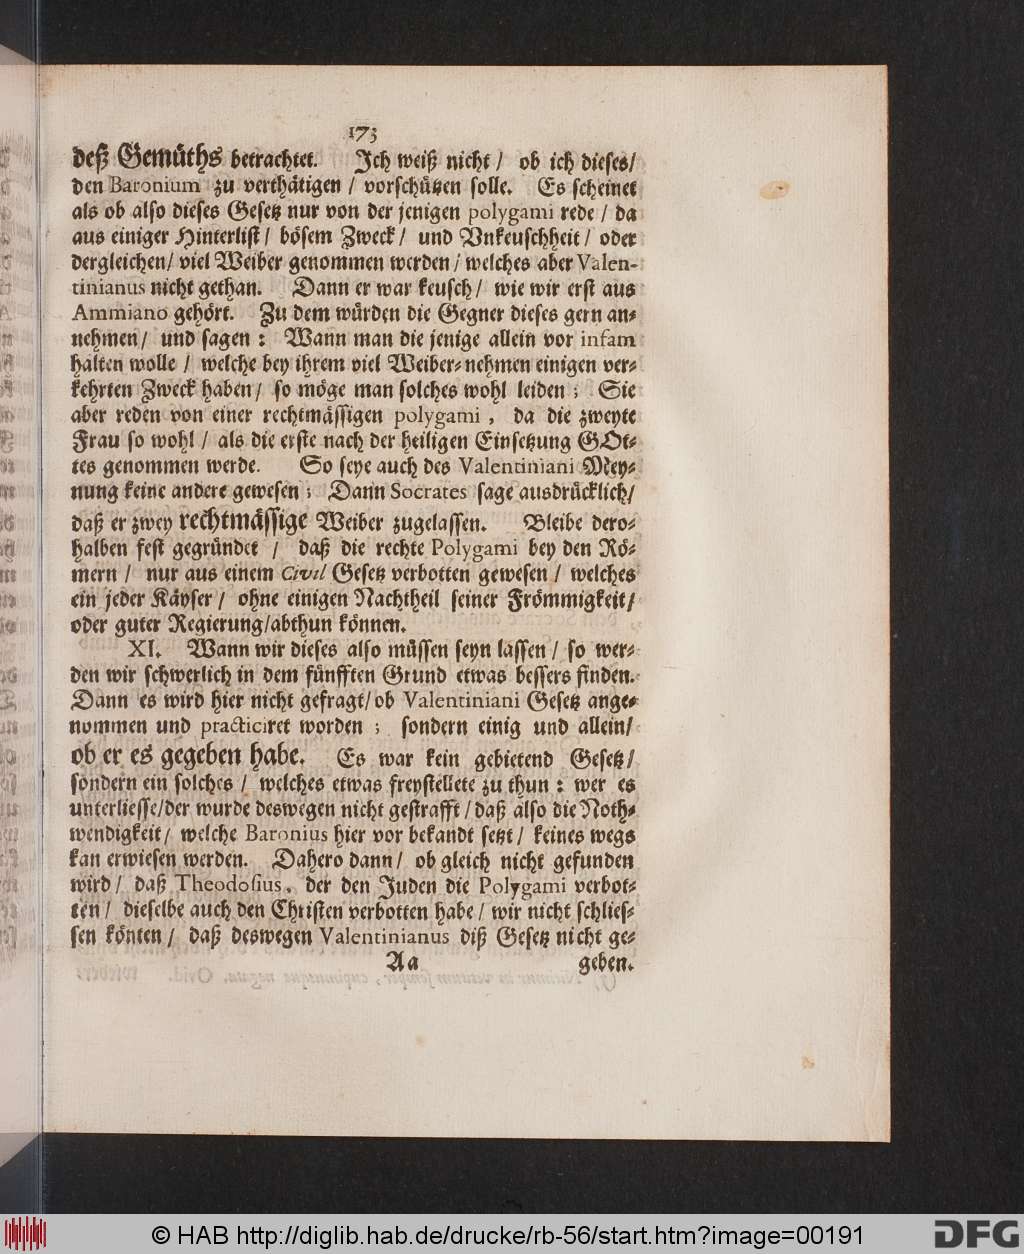 173
deß Gemüths betrachtet. Ich weiß nicht / ob ich dieses/
den Baronium zu verthätigen / vorschützen solle. Es scheinet
als ob also dieses Gesetz nur von der jenigen polygami rede / da
aus einiger Hinterlist / bösem Zweck / und Vnkeuschheit / oder
dergleichen/ viel Weiber genommen werden / welches aber Valen-
tinianus nicht gethan. Dann er war keusch / wie wir erst aus
Ammiano gehört. Zu dem würden die Gegner dieses gern an-
nehmen / und sagen : Wann man die jenige allein vor infam
halten wolle / welche bey ihrem viel Weiber-nehmen einigen ver-
kehrten Zweck haben / so möge man solches wohl leiden ; Sie
aber reden von einer rechtmässigen polygami , da die zweyte
Frau so wohl / als die erste nach der heiligen Einsetzung GOt-
tes genommen werde. So seye auch des Valentiniani Mey-
nung keine andere gewesen ; Dann Socrates sage ausdrücklich/
daß er zwey rechtmässige Weiber zugelassen. Bleibe dero-
halben fest gegründet / daß die rechte Polygami bey den Rö-
mern / nur aus einem Civil Gesetz verbotten gewesen / welches
ein jeder Käyser / ohne einigen Nachtheil seiner Frömmigkeit/
oder guter Regierung/abthun können.
XI. Wann wir dieses also müssen seyn lassen / so wer-
den wir schwerlich in dem fünfften Grund etwas bessers finden.
Dann es wird hier nicht gefragt/ ob Valentiniani Gesetz ange-
nommen und practiciret worden ; sondern einig und allein/
ob er es gegeben habe. Es war kein gebietend Gesetz/
sondern ein solches / welches etwas freystellete zu thun : wer es
unterliesse/der wurde deswegen nicht gestrafft / daß also die Noth-
wendigkeit / welche Baronius hier vor bekandt setzt / keines wegs
kan erwiesen werden. Dahero dann / ob gleich nicht gefunden
wird / daß Theodosius, der den Juden die Polygami verbot-
ten / dieselbe auch den Christen verbotten habe / wir nicht schlies-
sen könten / daß deswegen Valentinianus diß Gesetz nicht ge-
Aa geben.
© HAB http://diglib.hab.de/drucke/rb-56/start.htm?image=00191
DFG